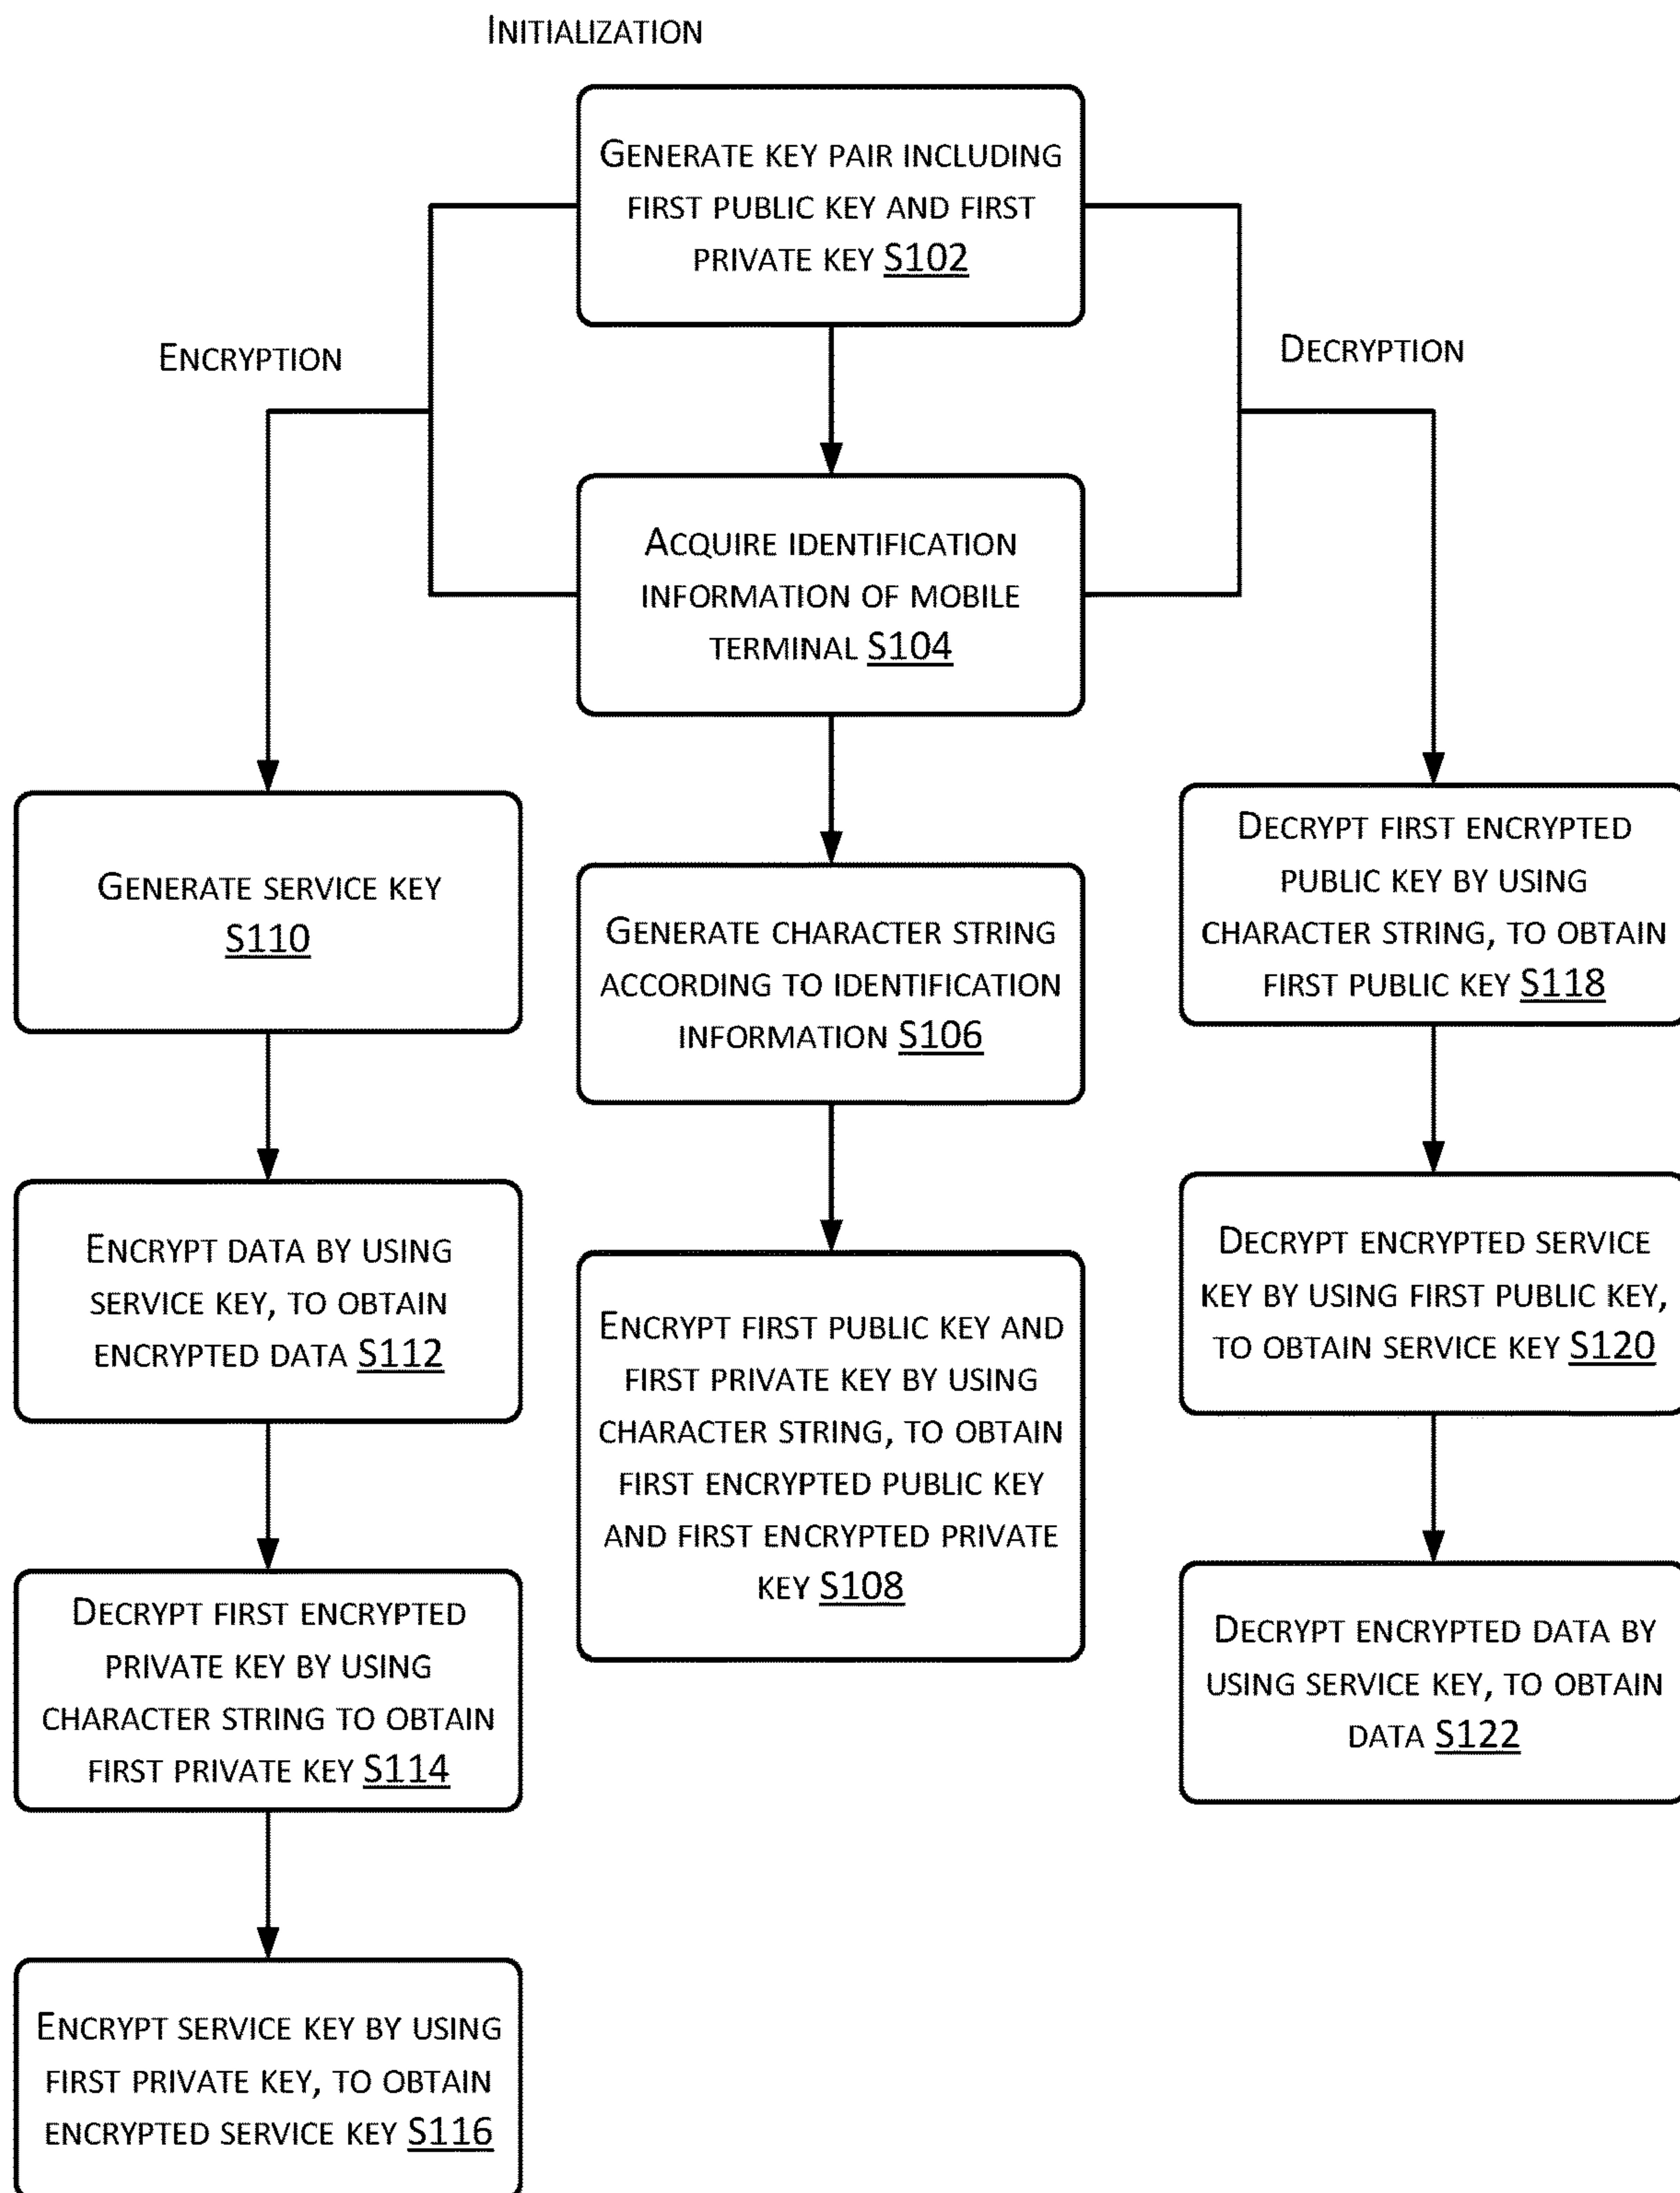 INITIALIZATION
GENERATE KEY PAIR INCLUDING
FIRST PUBLIC KEY AND FIRST
PRIVATE KEY S102
ENCRYPTION
DECRYPTION
ACQUIRE IDENTIFICATION
INFORMATION OF MOBILE
TERMINAL S104
GENERATE SERVICE KEY
S110
GENERATE CHARACTER STRING
ACCORDING TO IDENTIFICATION
INFORMATION S106
DECRYPT FIRST ENCRYPTED
PUBLIC KEY BY USING
CHARACTER STRING, TO OBTAIN
FIRST PUBLIC KEY S118
ENCRYPT DATA BY USING
SERVICE KEY, TO OBTAIN
ENCRYPTED DATA S112
ENCRYPT FIRST PUBLIC KEY AND
FIRST PRIVATE KEY BY USING
CHARACTER STRING, TO OBTAIN
FIRST ENCRYPTED PUBLIC KEY
AND FIRST ENCRYPTED PRIVATE
KEY S108
DECRYPT ENCRYPTED SERVICE
KEY BY USING FIRST PUBLIC KEY,
TO OBTAIN SERVICE KEY S120
DECRYPT FIRST ENCRYPTED
PRIVATE KEY BY USING
CHARACTER STRING TO OBTAIN
FIRST PRIVATE KEY S114
DECRYPT ENCRYPTED DATA BY
USING SERVICE KEY, TO OBTAIN
DATA S122
ENCRYPT SERVICE KEY BY USING
FIRST PRIVATE KEY, TO OBTAIN
ENCRYPTED SERVICE KEY S116